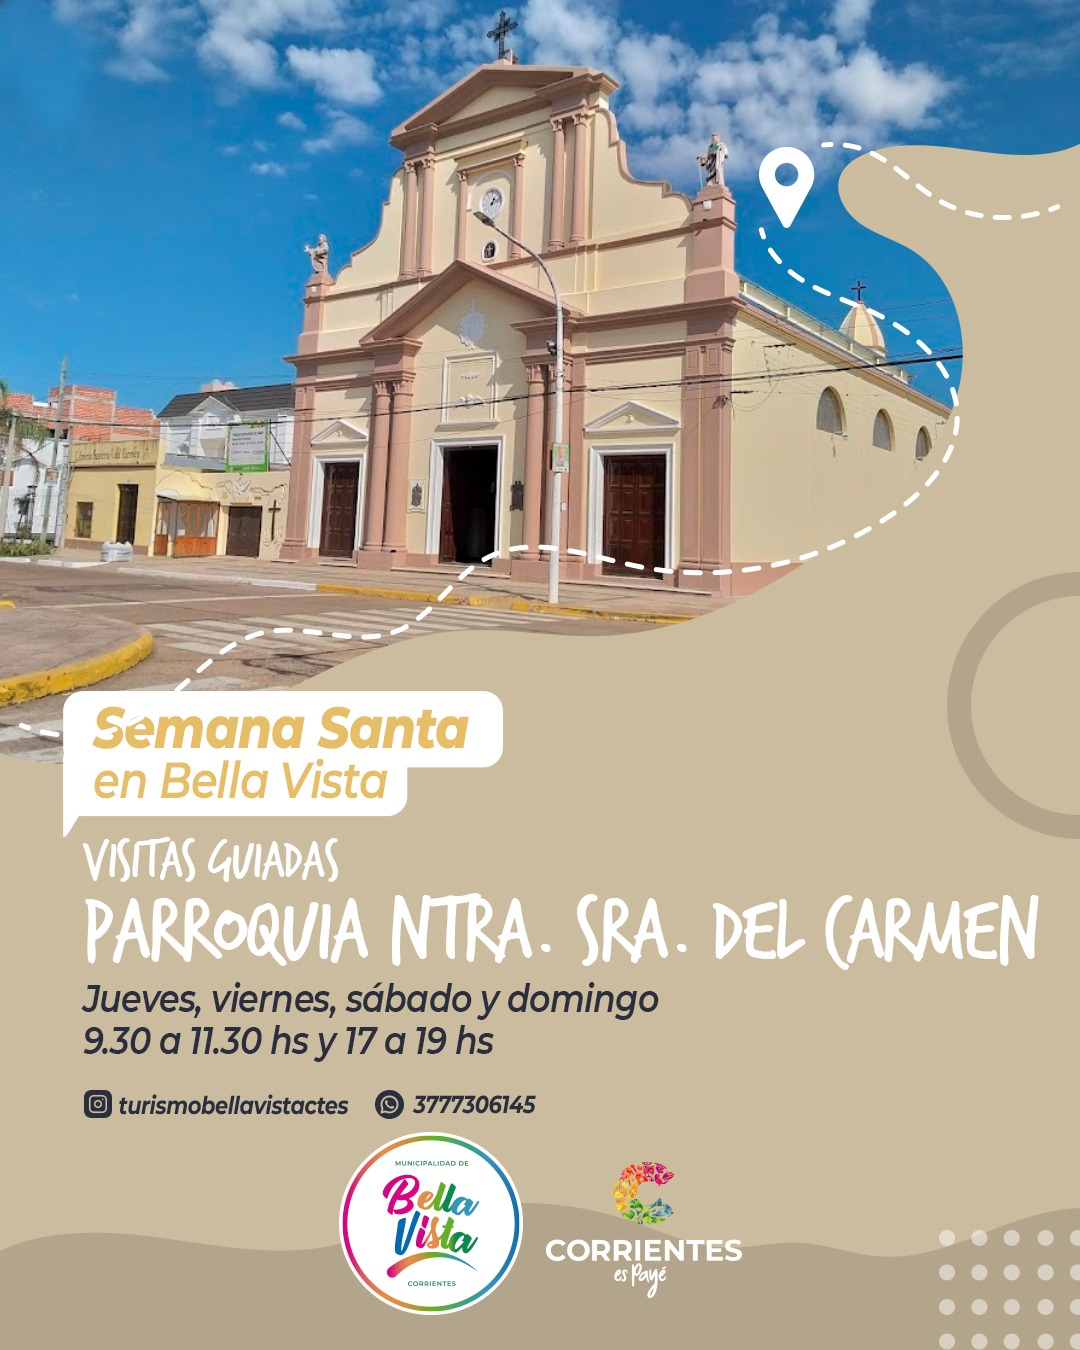 Semana Santa
en Bella Vista
VISITAS GUIADAS
PARROQUIA NTRA. SRA. DEL CARMEN
Jueves, viernes, sábado y domingo
9.30 a 11.30 hs y 17 a 19 hs
turismobellavistactes 3777306145
MUNICIPALIDAD DE
Bella
Vista
CORRIENTES
CORRIENTES
es Payé